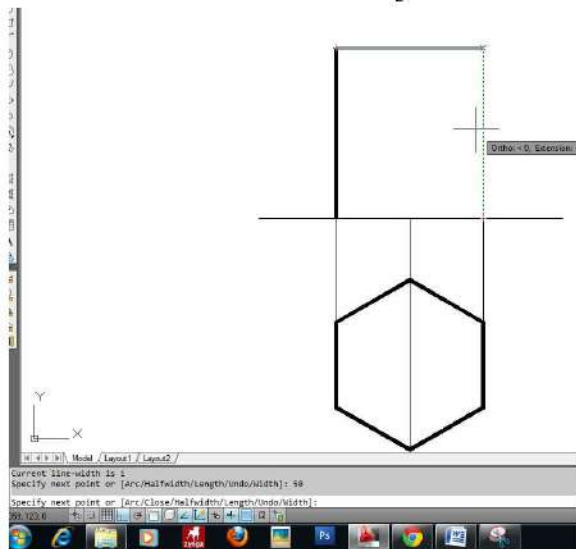 Ortho: < 0, Extension:
Y
X
Model / Layout1 / Layout2 /
Current line-width is 1
Specify next point or [Arc/Halfwidth/Length/Undo/Width]: 50
Specify next point or [Arc/Close/Halfwidth/Length/Undo/Width]:
Ps